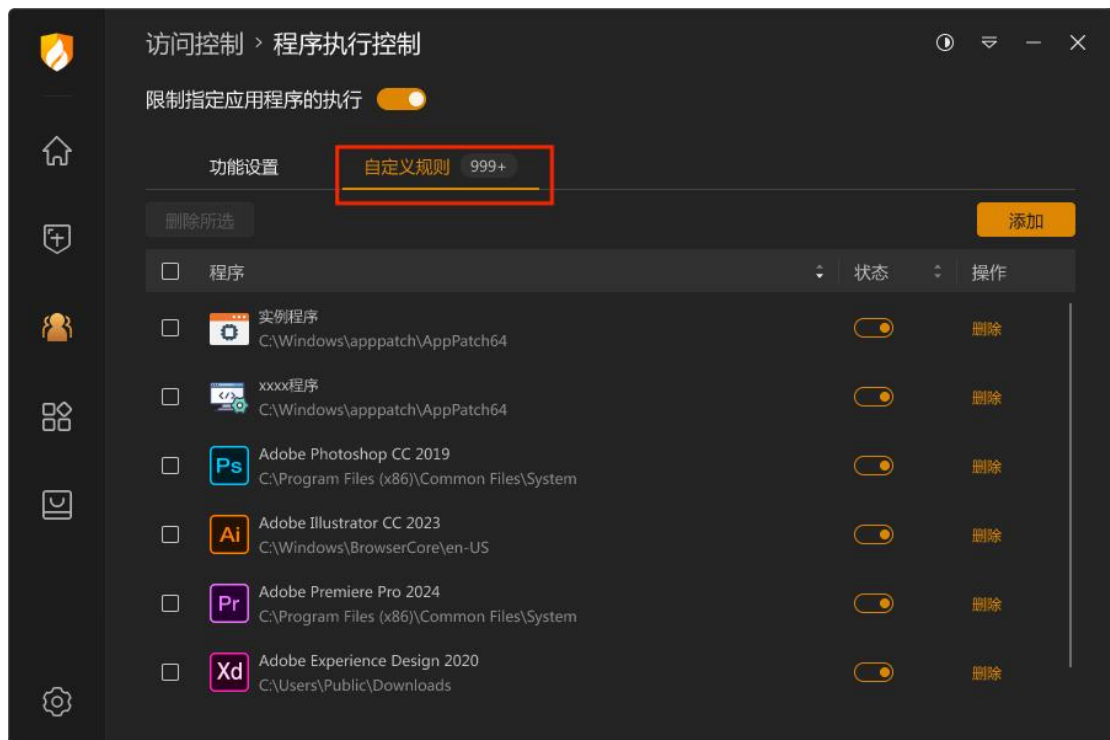 访问控制 > 程序执行控制
限制指定应用程序的执行
功能设置 自定义规则 999+
删除所选 添加
程序 状态 操作
实例程序
C:\Windows\apppatch\AppPatch64
删除
xxxx程序
C:\Windows\apppatch\AppPatch64
删除
Ps
Adobe Photoshop CC 2019
C:\Program Files (x86)\Common Files\System
删除
Ai
Adobe Illustrator CC 2023
C:\Windows\BrowserCore\en-US
删除
Pr
Adobe Premiere Pro 2024
C:\Program Files (x86)\Common Files\System
删除
Xd
Adobe Experience Design 2020
C:\Users\Public\Downloads
删除